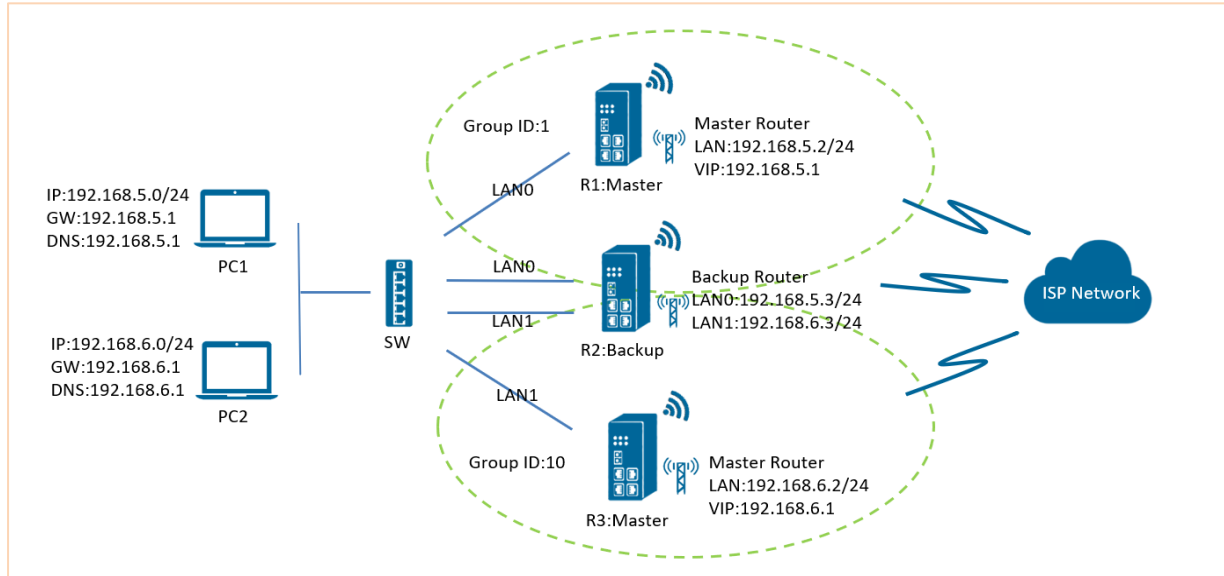 Group ID:1
Master Router
LAN:192.168.5.2/24
VIP:192.168.5.1
R1:Master
LAN0
IP:192.168.5.0/24
GW:192.168.5.1
DNS:192.168.5.1
PC1
LAN0
Backup Router
LAN0:192.168.5.3/24
LAN1:192.168.6.3/24
ISP Network
LAN1
SW
R2:Backup
IP:192.168.6.0/24
GW:192.168.6.1
DNS:192.168.6.1
PC2
LAN1
Group ID:10
Master Router
LAN:192.168.6.2/24
VIP:192.168.6.1
R3:Master